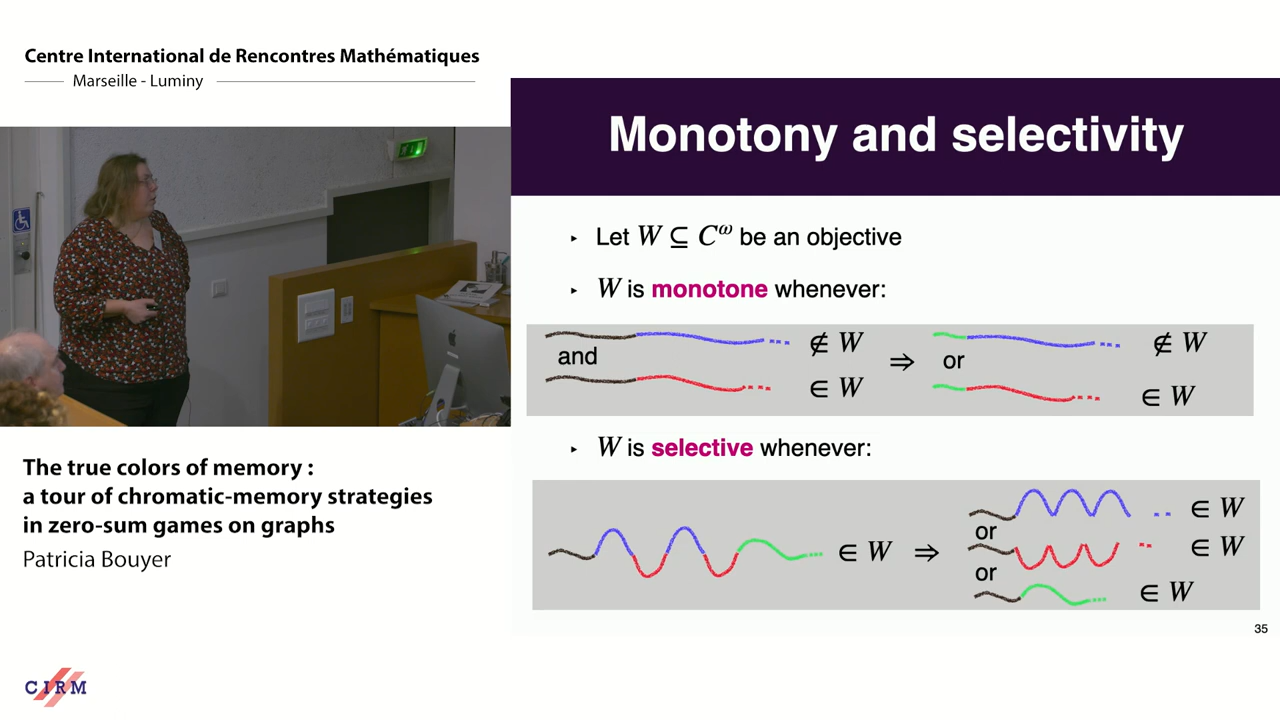 Centre International de Rencontres Mathématiques
Marseille - Luminy
The true colors of memory :
a tour of chromatic-memory strategies
in zero-sum games on graphs
Patricia Bouyer
CIRM
Monotony and selectivity
‣ Let W ⊆ C^ω be an objective
‣ W is monotone whenever:
∉ W
and
∈ W
⇒
∉ W
or
∈ W
‣ W is selective whenever:
∈ W ⇒
∈ W
or
∈ W
or
∈ W
35